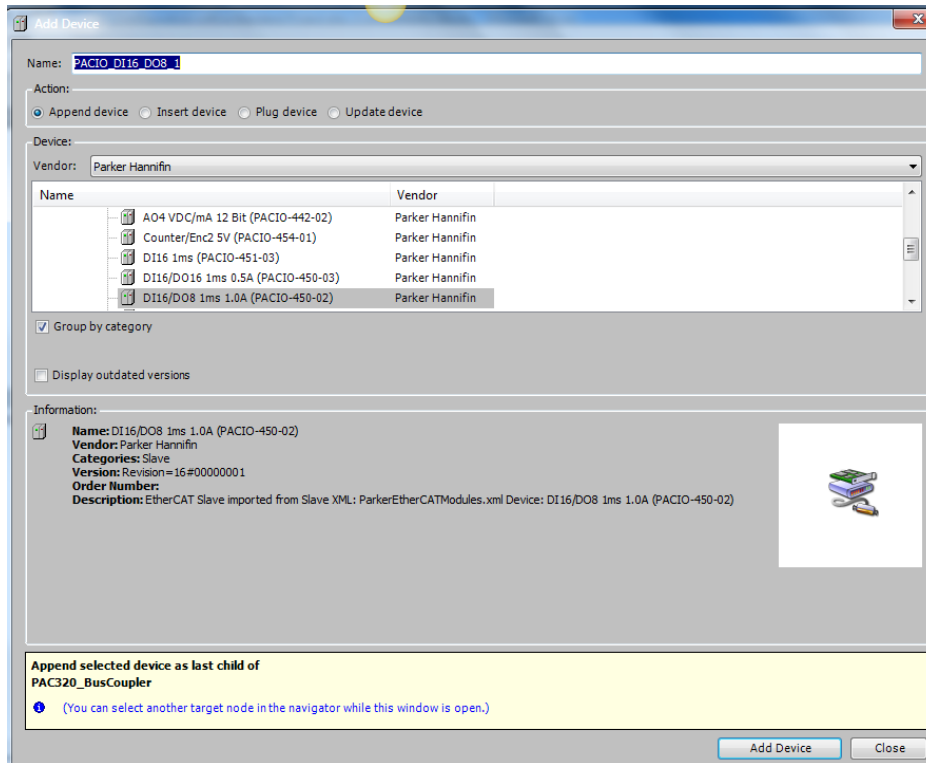 Add Device
Name: PACIO_DI16_DO8_1
Action:
Append device Insert device Plug device Update device
Device:
Vendor: Parker Hannifin
Name Vendor
AO4 VDC/mA 12 Bit (PACIO-442-02) Parker Hannifin
Counter/Enc2 5V (PACIO-454-01) Parker Hannifin
DI16 1ms (PACIO-451-03) Parker Hannifin
DI16/DO16 1ms 0.5A (PACIO-450-03) Parker Hannifin
DI16/DO8 1ms 1.0A (PACIO-450-02) Parker Hannifin
Group by category
Display outdated versions
Information:
Name: DI16/DO8 1ms 1.0A (PACIO-450-02)
Vendor: Parker Hannifin
Categories: Slave
Version: Revision=16#00000001
Order Number:
Description: EtherCAT Slave imported from Slave XML: ParkerEtherCATModules.xml Device: DI16/DO8 1ms 1.0A (PACIO-450-02)
Append selected device as last child of
PAC320_BusCoupler
(You can select another target node in the navigator while this window is open.)
Add Device Close